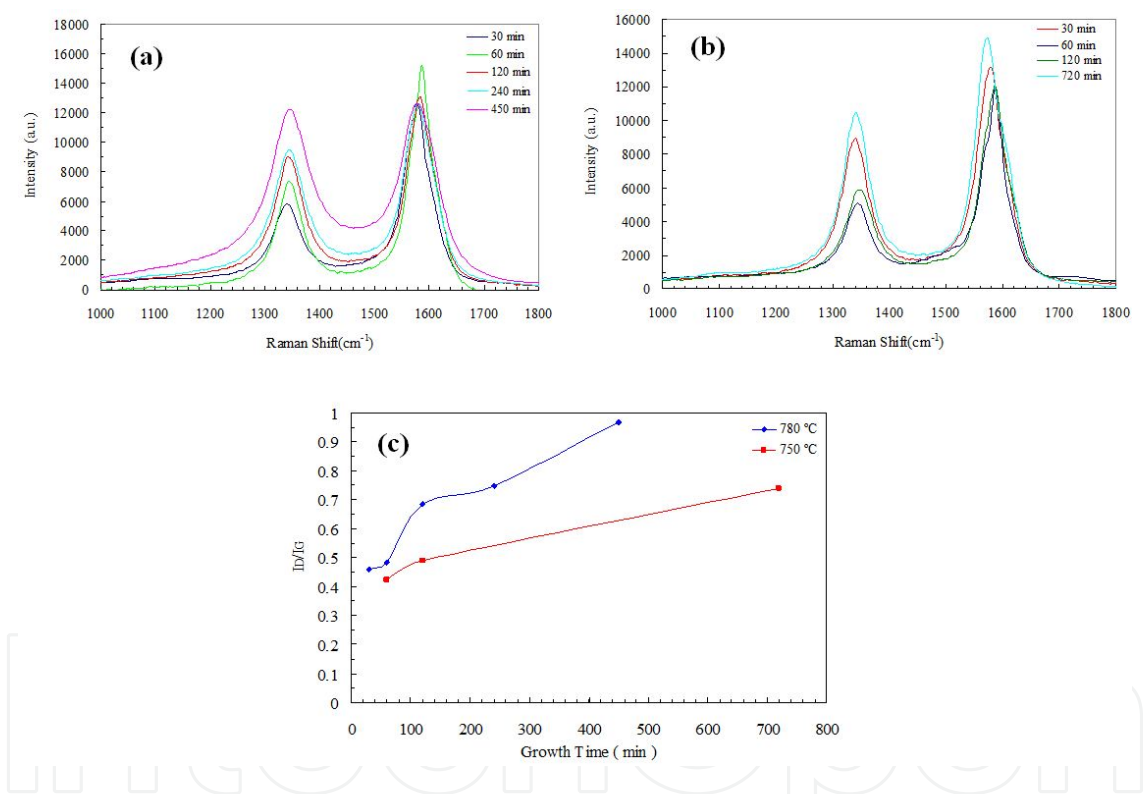 18000
16000
14000
12000
10000
8000
6000
4000
2000
0
Intensity (a.u.)
(a)
30 min
60 min
120 min
240 min
450 min
1000 1100 1200 1300 1400 1500 1600 1700 1800
Raman Shift(cm-1)
16000
14000
12000
10000
8000
6000
4000
2000
0
Intensity (a.u.)
(b)
30 min
60 min
120 min
720 min
1000 1100 1200 1300 1400 1500 1600 1700 1800
Raman Shift(cm-1)
1
0.9
0.8
0.7
0.6
0.5
0.4
0.3
0.2
0.1
0
ID/IG
(c)
780 °C
750 °C
0 100 200 300 400 500 600 700 800
Growth Time ( min )